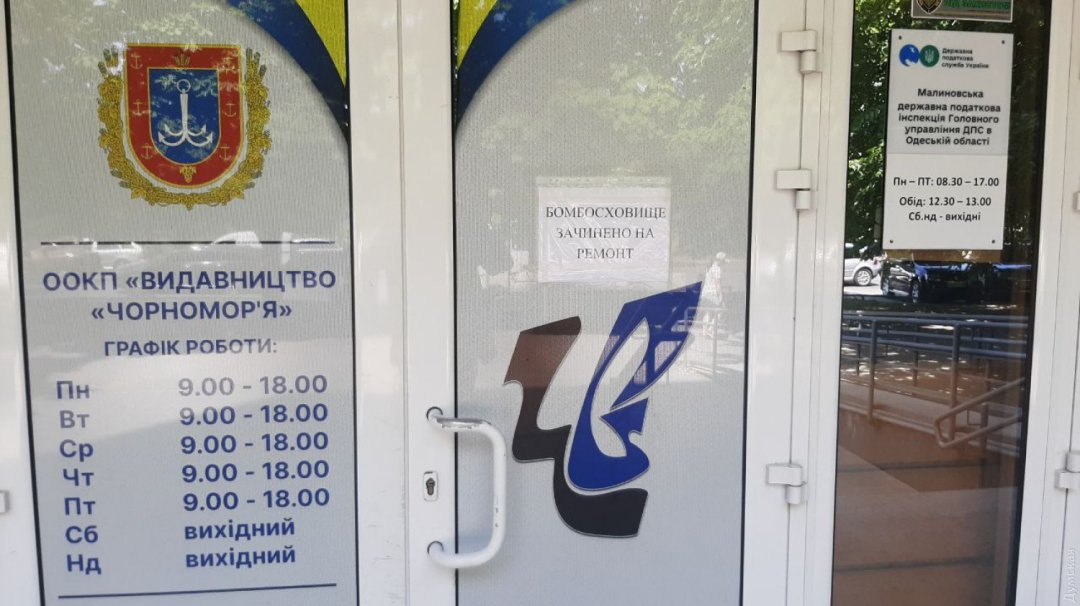 ООКП «ВИДАВНИЦТВО
«ЧОРНОМОР'Я»
ГРАФІК РОБОТИ:
Пн 9.00 - 18.00
Вт 9.00 - 18.00
Ср 9.00 - 18.00
Чт 9.00 - 18.00
Пт 9.00 - 18.00
Сб вихідний
Нд вихідний
БОМБОСХОВИЩЕ
ЗАЧИНЕНО НА
РЕМОНТ
Державна
податкова
служба України
Малиновська
державна податкова
інспекція Головного
управління ДПС в
Одеській області
Пн – ПТ: 08.30 - 17.00
Обід: 12.30 – 13.00
Сб.нд - вихідні
Думская